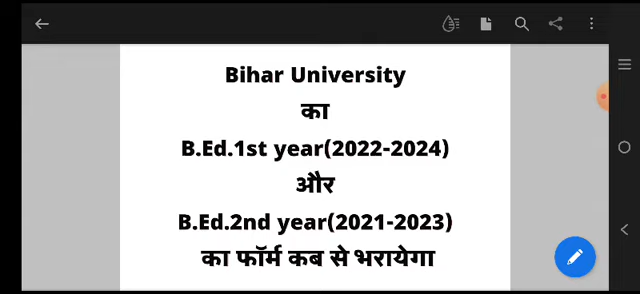 Bihar University
का
B.Ed.1st year(2022-2024)
और
B.Ed.2nd year(2021-2023)
का फॉर्म कब से भरायेगा